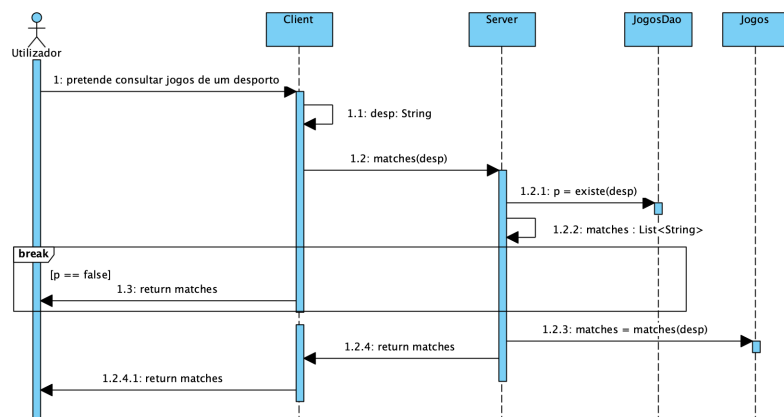 Client
Server
JogosDao
Jogos
Utilizador
1: pretende consultar jogos de um desporto
1.1: desp: String
1.2: matches(desp)
1.2.1: p = existe(desp)
1.2.2: matches : List<String>
break
[p == false]
1.3: return matches
1.2.3: matches = matches(desp)
1.2.4: return matches
1.2.4.1: return matches